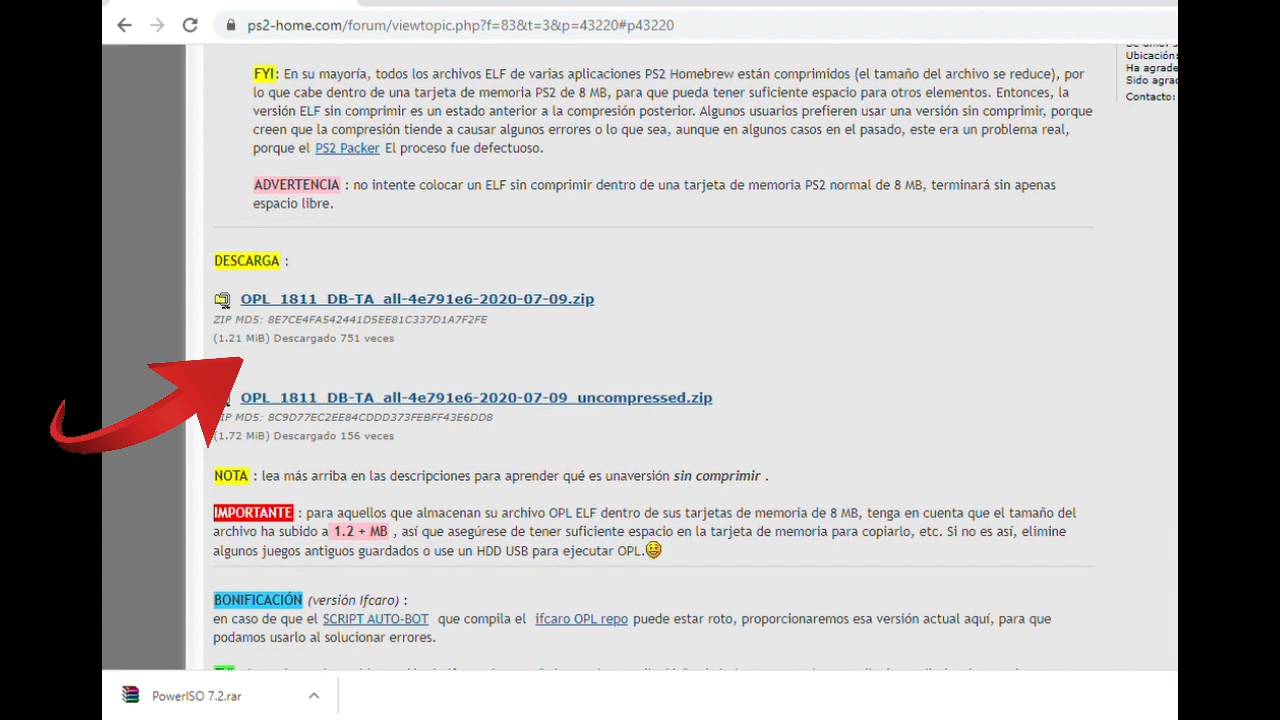 ps2-home.com/forum/viewtopic.php?f=83&t=3&p=43220#p43220
Ubicación:
Ha agrade
Sido agrad
Contacto:
FYI: En su mayoría, todos los archivos ELF de varias aplicaciones PS2 Homebrew están comprimidos (el tamaño del archivo se reduce), por
lo que cabe dentro de una tarjeta de memoria PS2 de 8 MB, para que pueda tener suficiente espacio para otros elementos. Entonces, la
versión ELF sin comprimir es un estado anterior a la compresión posterior. Algunos usuarios prefieren usar una versión sin comprimir, porque
creen que la compresión tiende a causar algunos errores o lo que sea, aunque en algunos casos en el pasado, este era un problema real,
porque el PS2 Packer El proceso fue defectuoso.
ADVERTENCIA : no intente colocar un ELF sin comprimir dentro de una tarjeta de memoria PS2 normal de 8 MB, terminará sin apenas
espacio libre.
DESCARGA :
OPL_1811_DB-TA_all-4e791e6-2020-07-09.zip
ZIP MD5: 8E7CE4FA542441D5EE81C337D1A7F2FE
(1.21 MiB) Descargado 751 veces
OPL_1811_DB-TA_all-4e791e6-2020-07-09_uncompressed.zip
IP MD5: 8C9D77EC2EE84CDDD373FEBFF43E6DD8
(1.72 MiB) Descargado 156 veces
NOTA : lea más arriba en las descripciones para aprender qué es unaversión sin comprimir .
IMPORTANTE : para aquellos que almacenan su archivo OPL ELF dentro de sus tarjetas de memoria de 8 MB, tenga en cuenta que el tamaño del
archivo ha subido a 1.2 + MB , así que asegúrese de tener suficiente espacio en la tarjeta de memoria para copiarlo, etc. Si no es así, elimine
algunos juegos antiguos guardados o use un HDD USB para ejecutar OPL.
BONIFICACIÓN (versión Ifcaro) :
en caso de que el SCRIPT AUTO-BOT que compila el ifcaro OPL repo puede estar roto, proporcionaremos esa versión actual aquí, para que
podamos usarlo al solucionar errores.
PowerISO 7.2.rar